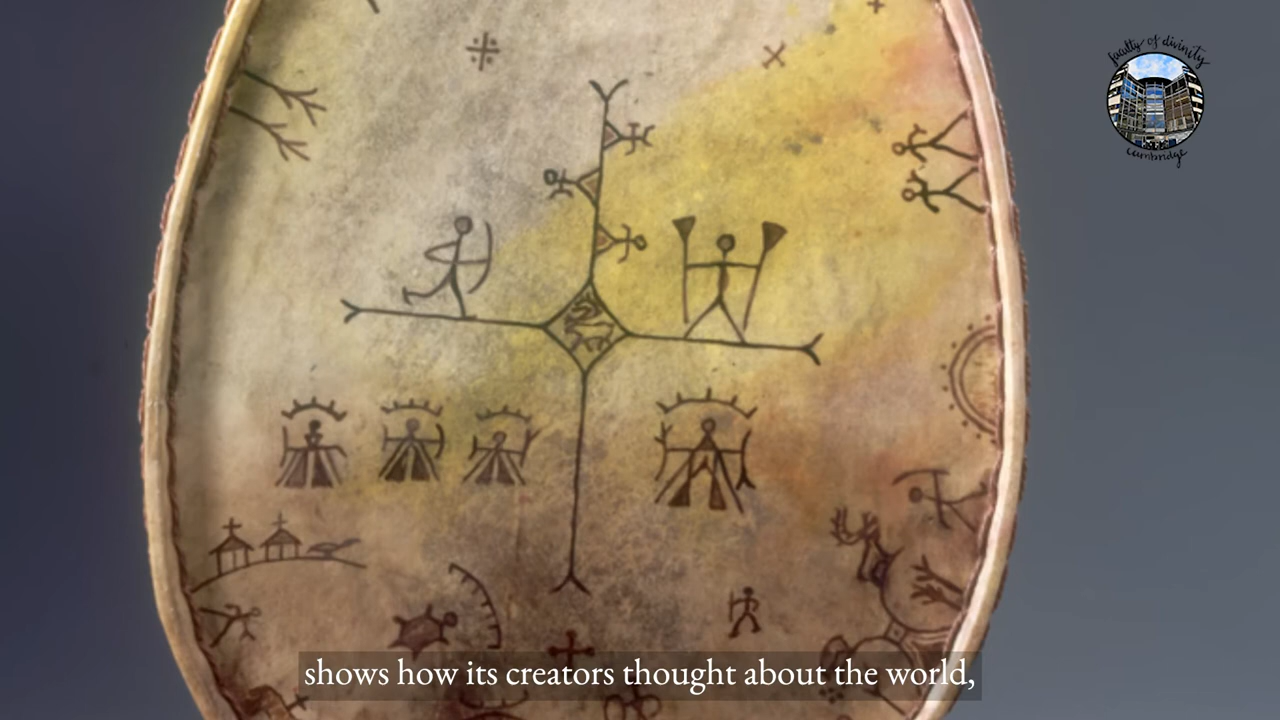 faculty of divinity
cambridge
shows how its creators thought about the world,